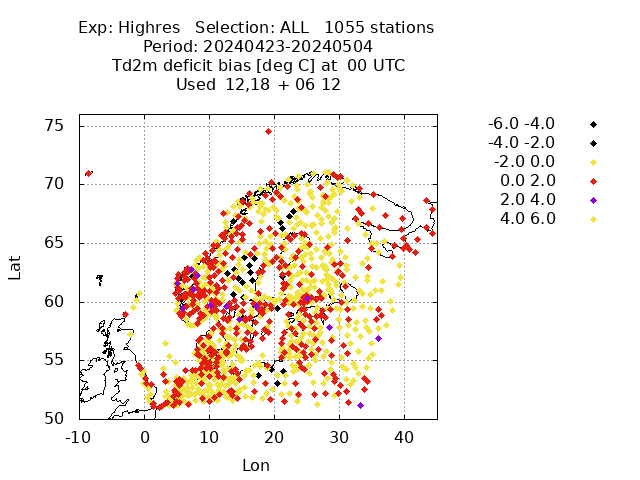 Exp: Highres   Selection: ALL   1055 stations
Period: 20240423-20240504
Td2m deficit bias [deg C] at  00 UTC
Used  12,18  + 06 12
-6.0 -4.0
-4.0 -2.0
-2.0 0.0
0.0 2.0
2.0 4.0
4.0 6.0
75
70
65
60
55
50
Lat
-10 0 10 20 30 40
Lon